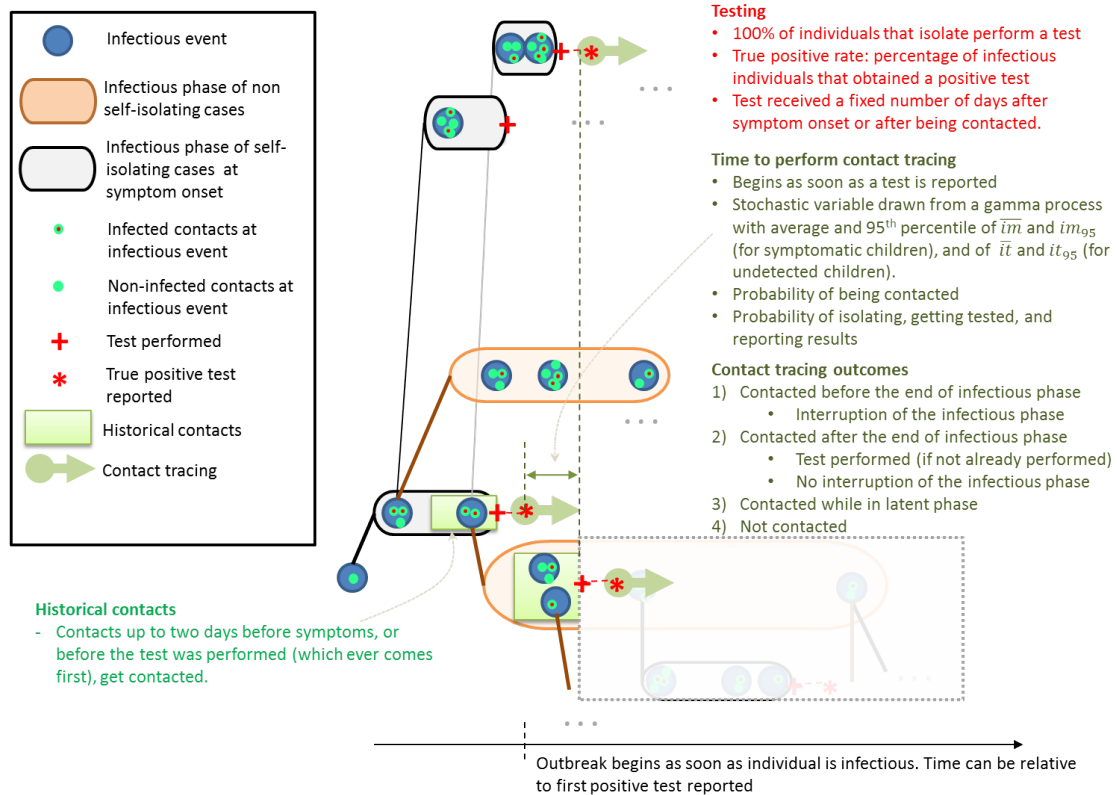 Infectious event
Infectious phase of non
self-isolating cases
Infectious phase of self-
isolating cases at
symptom onset
Infected contacts at
infectious event
Non-infected contacts at
infectious event
Test performed
True positive test
reported
Historical contacts
Contact tracing
Testing
• 100% of individuals that isolate perform a test
• True positive rate: percentage of infectious
individuals that obtained a positive test
• Test received a fixed number of days after
symptom onset or after being contacted.
Time to perform contact tracing
• Begins as soon as a test is reported
• Stochastic variable drawn from a gamma process
with average and 95th percentile of i̅m̅ and im₉₅
(for symptomatic children), and of i̅t̅ and it₉₅ (for
undetected children).
• Probability of being contacted
• Probability of isolating, getting tested, and
reporting results
Contact tracing outcomes
1) Contacted before the end of infectious phase
• Interruption of the infectious phase
2) Contacted after the end of infectious phase
• Test performed (if not already performed)
• No interruption of the infectious phase
3) Contacted while in latent phase
4) Not contacted
Historical contacts
- Contacts up to two days before symptoms, or
before the test was performed (which ever comes
first), get contacted.
Outbreak begins as soon as individual is infectious. Time can be relative
to first positive test reported